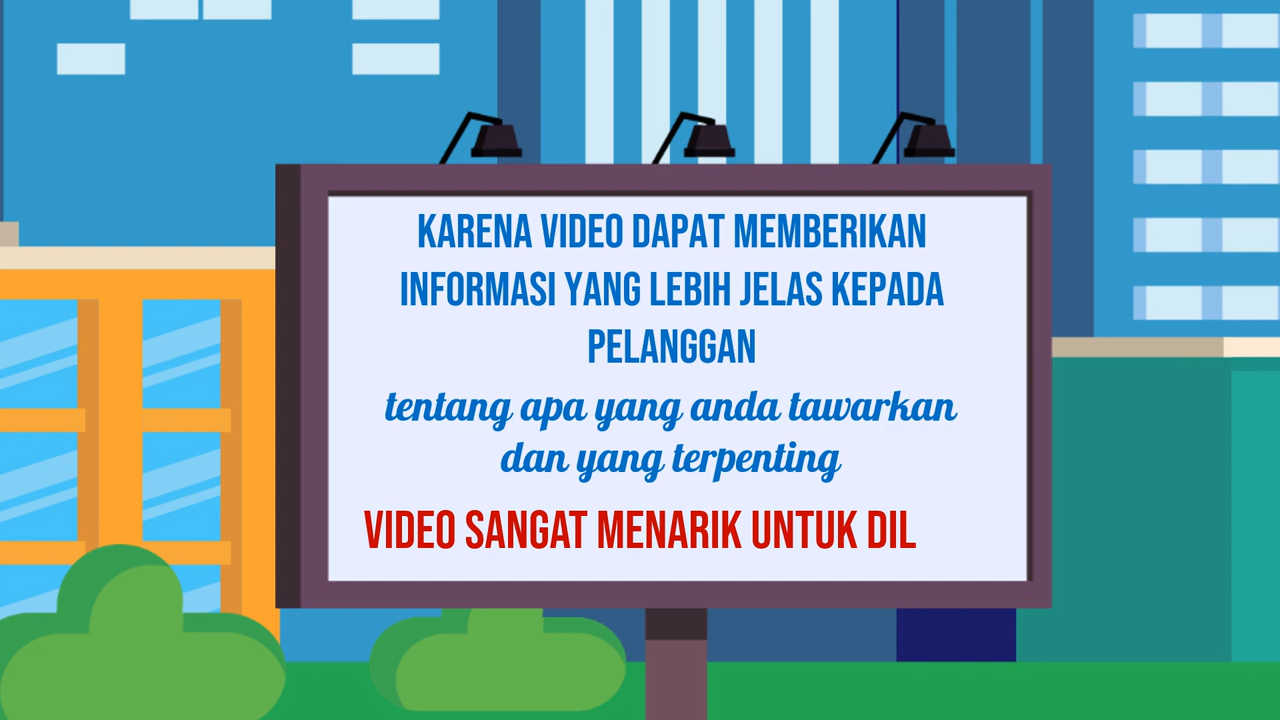 KARENA VIDEO DAPAT MEMBERIKAN
INFORMASI YANG LEBIH JELAS KEPADA
PELANGGAN
tentang apa yang anda tawarkan
dan yang terpenting
VIDEO SANGAT MENARIK UNTUK DIL